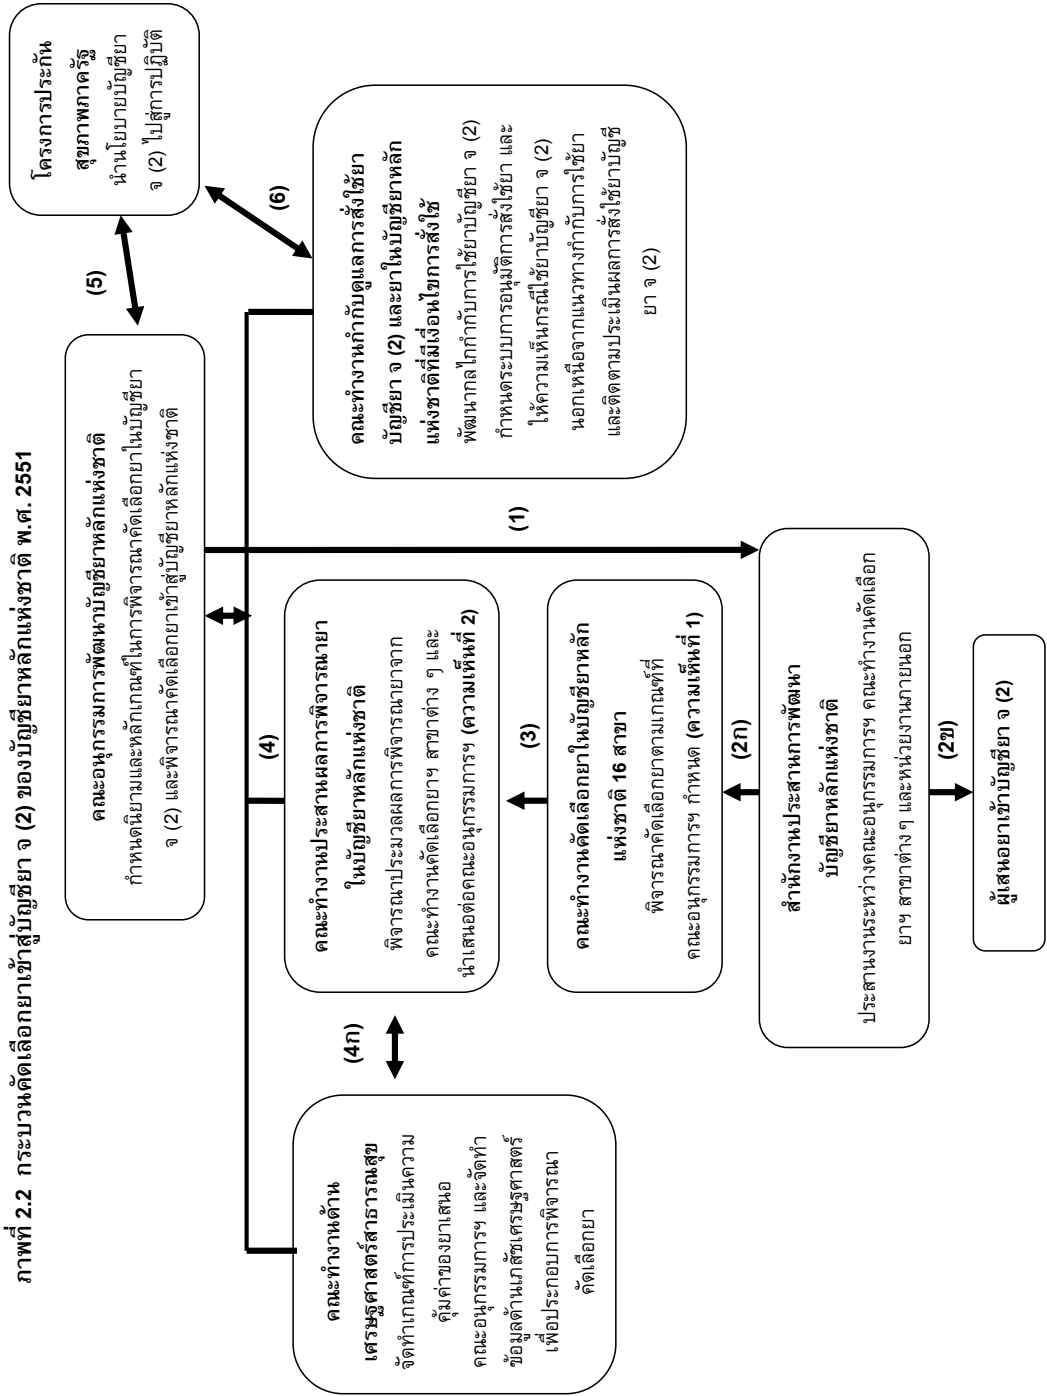 ภาพที่ 2.2 กระบวนคัดเลือกยาเข้าสู่บัญชียา จ (2) ของบัญชียาหลักแห่งชาติ พ.ศ. 2551
คณะอนุกรรมการพัฒนาบัญชียาหลักแห่งชาติ
กำหนดนิยามและหลักเกณฑ์ในการพิจารณาคัดเลือกยาในบัญชียา
จ (2) และพิจารณาคัดเลือกยาเข้าสู่บัญชียาหลักแห่งชาติ
(5)
โครงการประกัน
สุขภาพภาครัฐ
นำนโยบายบัญชียา
จ (2) ไปสู่การปฏิบัติ
(6)
(4)
(4ก)
คณะทำงานด้าน
เศรษฐศาสตร์สาธารณสุข
จัดทำเกณฑ์การประเมินความ
คุ้มค่าของยาเสนอ
คณะอนุกรรมการฯ และจัดทำ
ข้อมูลด้านเภสัชเศรษฐศาสตร์
เพื่อประกอบการพิจารณา
คัดเลือกยา
คณะทำงานประสานผลการพิจารณายา
ในบัญชียาหลักแห่งชาติ
พิจารณาประมวลผลการพิจารณายาจาก
คณะทำงานคัดเลือกยาฯ สาขาต่าง ๆ และ
นำเสนอต่อคณะอนุกรรมการฯ (ความเห็นที่ 2)
คณะทำงานกำกับดูแลการสั่งใช้ยา
บัญชียา จ (2) และยาในบัญชียาหลัก
แห่งชาติที่มีเงื่อนไขการสั่งใช้
พัฒนากลไกกำกับการใช้ยาบัญชียา จ (2)
กำหนดระบบการอนุมัติการสั่งใช้ยา และ
ให้ความเห็นกรณีใช้ยาบัญชียา จ (2)
นอกเหนือจากแนวทางกำกับการใช้ยา
และติดตามประเมินผลการสั่งใช้ยาบัญชี
ยา จ (2)
(3)
(1)
คณะทำงานคัดเลือกยาในบัญชียาหลัก
แห่งชาติ 16 สาขา
พิจารณาคัดเลือกยาตามเกณฑ์ที่
คณะอนุกรรมการฯ กำหนด (ความเห็นที่ 1)
(2ก)
สำนักงานประสานการพัฒนา
บัญชียาหลักแห่งชาติ
ประสานงานระหว่างคณะอนุกรรมการฯ คณะทำงานคัดเลือก
ยาฯ สาขาต่างๆ และหน่วยงานภายนอก
(2ข)
ผู้เสนอยาเข้าบัญชียา จ (2)